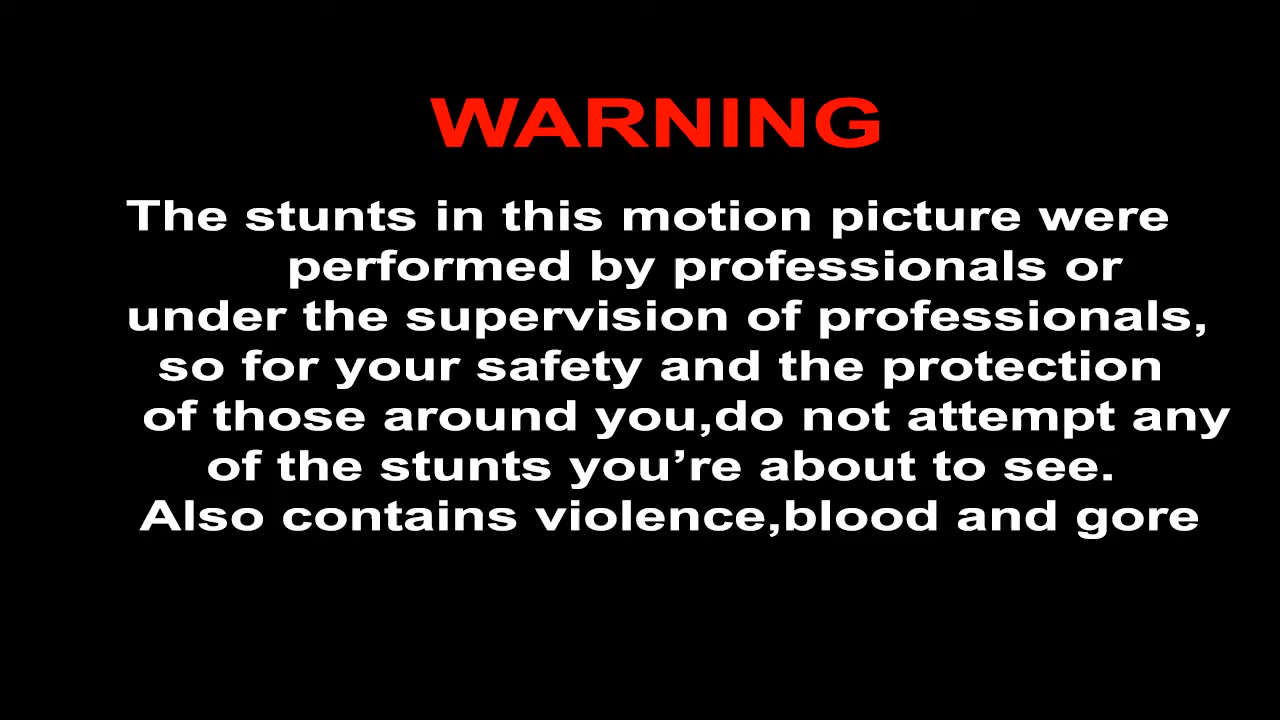 WARNING
The stunts in this motion picture were
performed by professionals or
under the supervision of professionals,
so for your safety and the protection
of those around you,do not attempt any
of the stunts you’re about to see.
Also contains violence,blood and gore